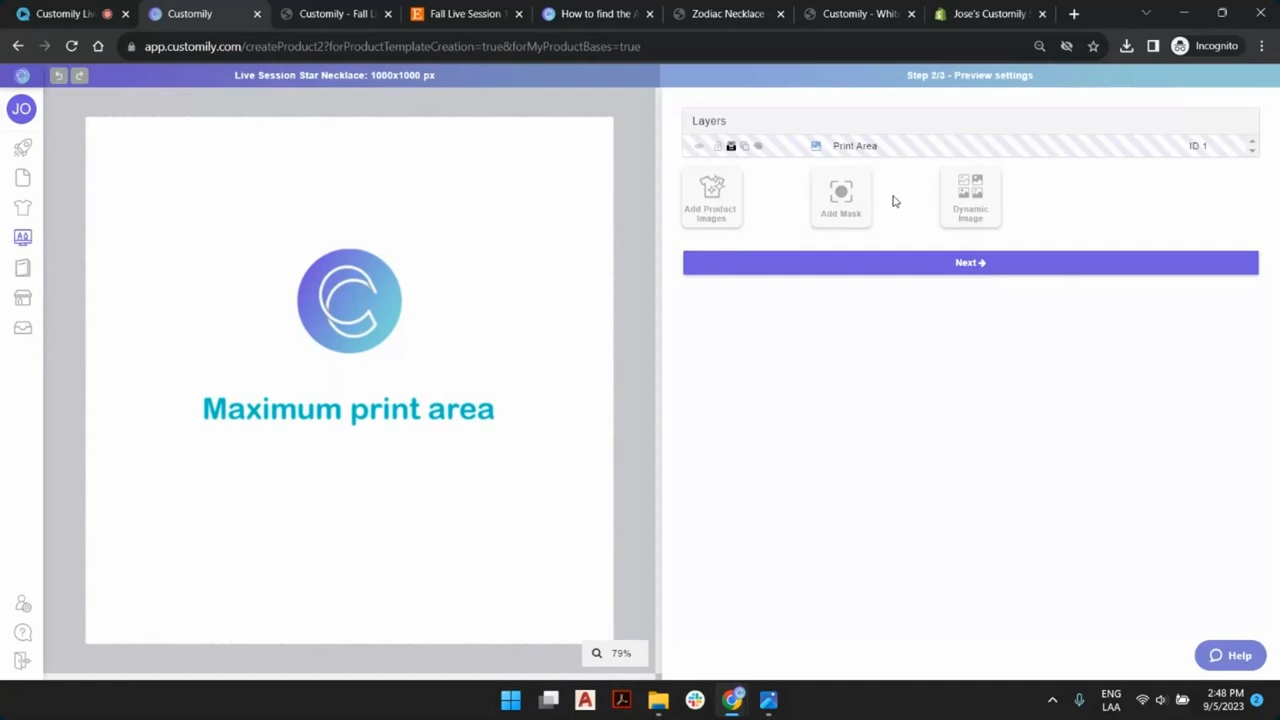 Customily Live
Customily
Customily - Fall L
Fall Live Session
How to find the A
Zodiac Necklace
Customily - White
Jose's Customily
app.customily.com/createProduct2?forProductTemplateCreation=true&forMyProductBases=true
Incognito
Live Session Star Necklace: 1000x1000 px
Step 2/3 - Preview settings
JO
Layers
Print Area
ID 1
Add Product
Images
Add Mask
Dynamic
Image
Next
Maximum print area
79%
Help
ENG
LAA
2:48 PM
9/5/2023
2